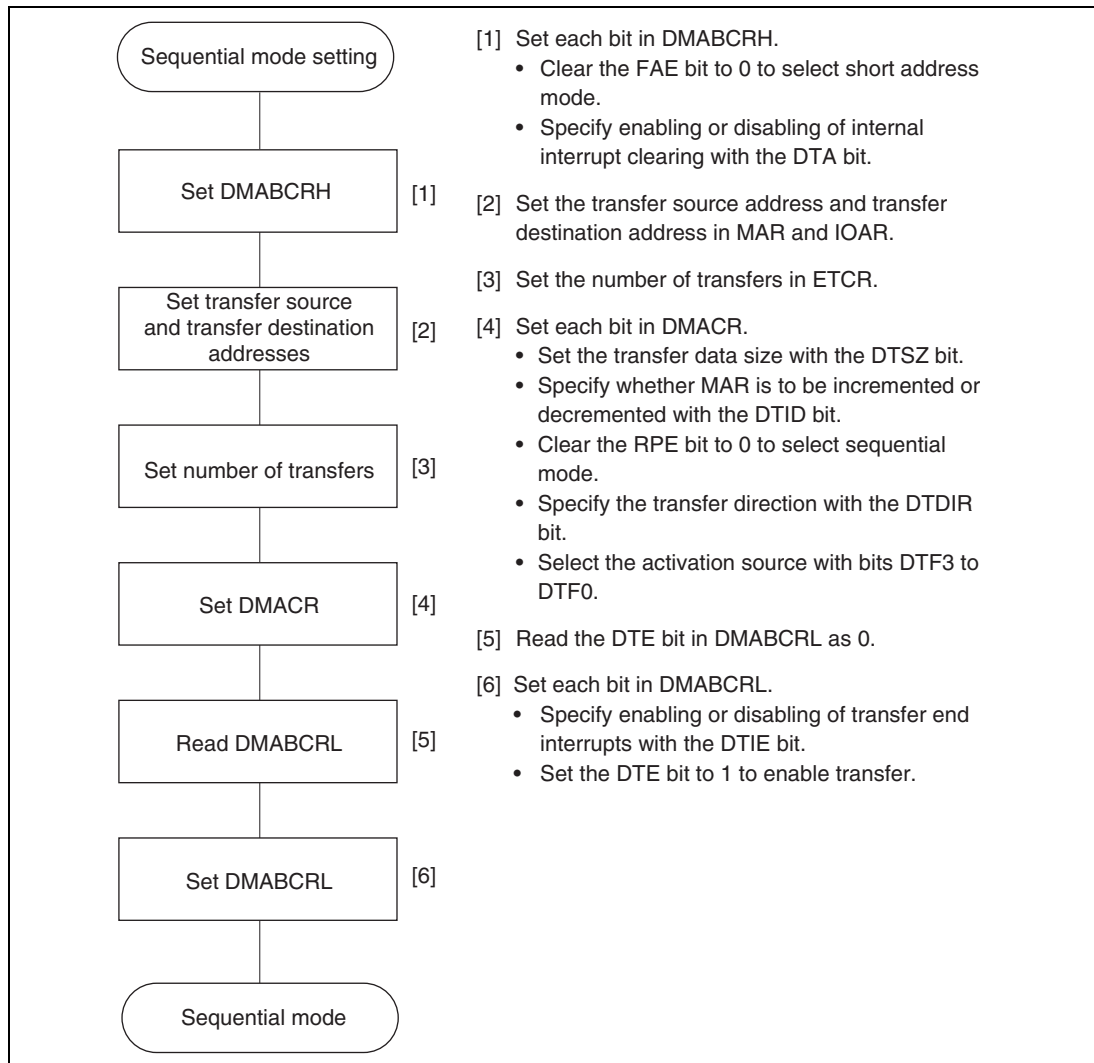 Sequential mode setting
Set DMABCRH
[1]
Set transfer source
and transfer destination
addresses
[2]
Set number of transfers
[3]
Set DMACR
[4]
Read DMABCRL
[5]
Set DMABCRL
[6]
Sequential mode
[1] Set each bit in DMABCRH.
• Clear the FAE bit to 0 to select short address
mode.
• Specify enabling or disabling of internal
interrupt clearing with the DTA bit.
[2] Set the transfer source address and transfer
destination address in MAR and IOAR.
[3] Set the number of transfers in ETCR.
[4] Set each bit in DMACR.
• Set the transfer data size with the DTSZ bit.
• Specify whether MAR is to be incremented or
decremented with the DTID bit.
• Clear the RPE bit to 0 to select sequential
mode.
• Specify the transfer direction with the DTDIR
bit.
• Select the activation source with bits DTF3 to
DTF0.
[5] Read the DTE bit in DMABCRL as 0.
[6] Set each bit in DMABCRL.
• Specify enabling or disabling of transfer end
interrupts with the DTIE bit.
• Set the DTE bit to 1 to enable transfer.